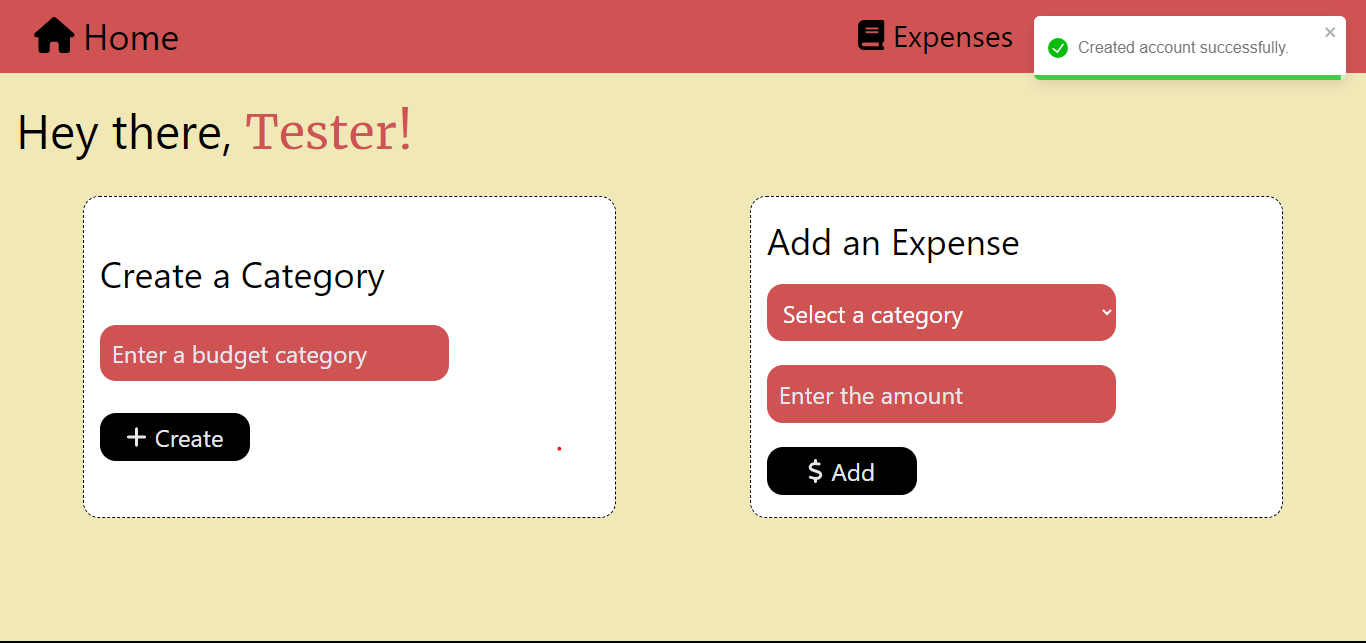 Home
Expenses
Created account successfully.
Hey there, Tester!
Create a Category
Enter a budget category
Create
Add an Expense
Select a category
Enter the amount
$ Add